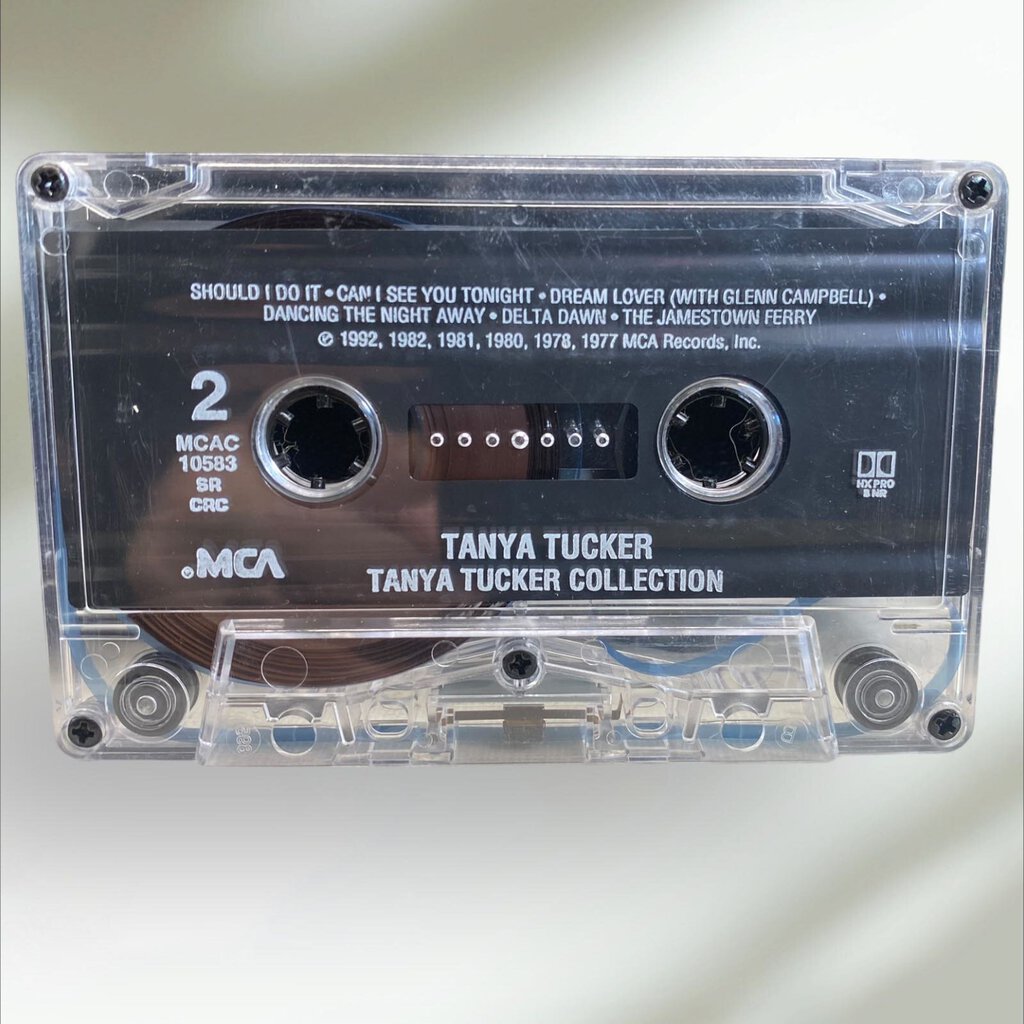 SHOULD I DO IT • CAN I SEE YOU TONIGHT • DREAM LOVER (WITH GLENN CAMPBELL) •
DANCING THE NIGHT AWAY • DELTA DAWN • THE JAMESTOWN FERRY
℗ 1992, 1982, 1981, 1980, 1978, 1977 MCA Records, Inc.
2
MCAC
10583
SR
CRC
HX PRO
B NR
MCA
TANYA TUCKER
TANYA TUCKER COLLECTION